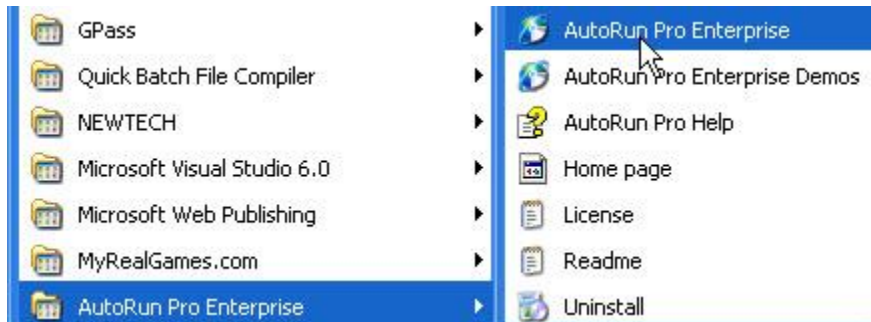 GPass
Quick Batch File Compiler
NEWTECH
Microsoft Visual Studio 6.0
Microsoft Web Publishing
MyRealGames.com
AutoRun Pro Enterprise
AutoRun Pro Enterprise
AutoRun Pro Enterprise Demos
AutoRun Pro Help
Home page
License
Readme
Uninstall